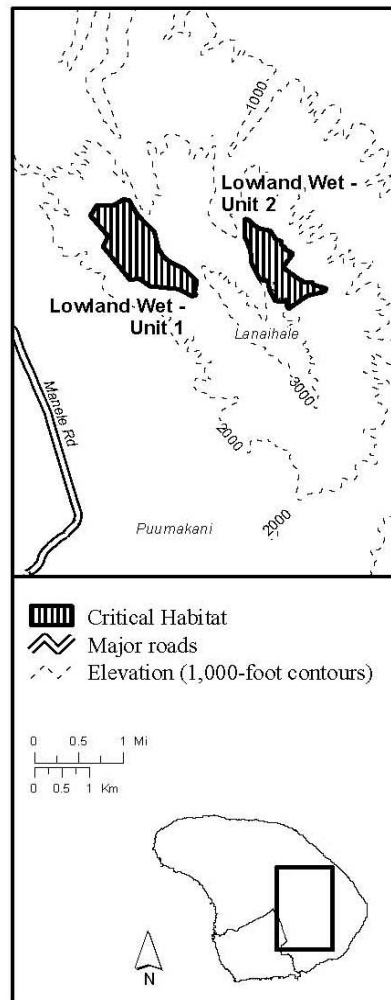 1000
Lowland Wet -
Unit 2
Lowland Wet -
Unit 1
Lanaihale
3000
2000
Manele Rd
2000
Puumakani
Critical Habitat
Major roads
Elevation (1,000-foot contours)
0 0.5 1 Mi
0 0.5 1 Km
N